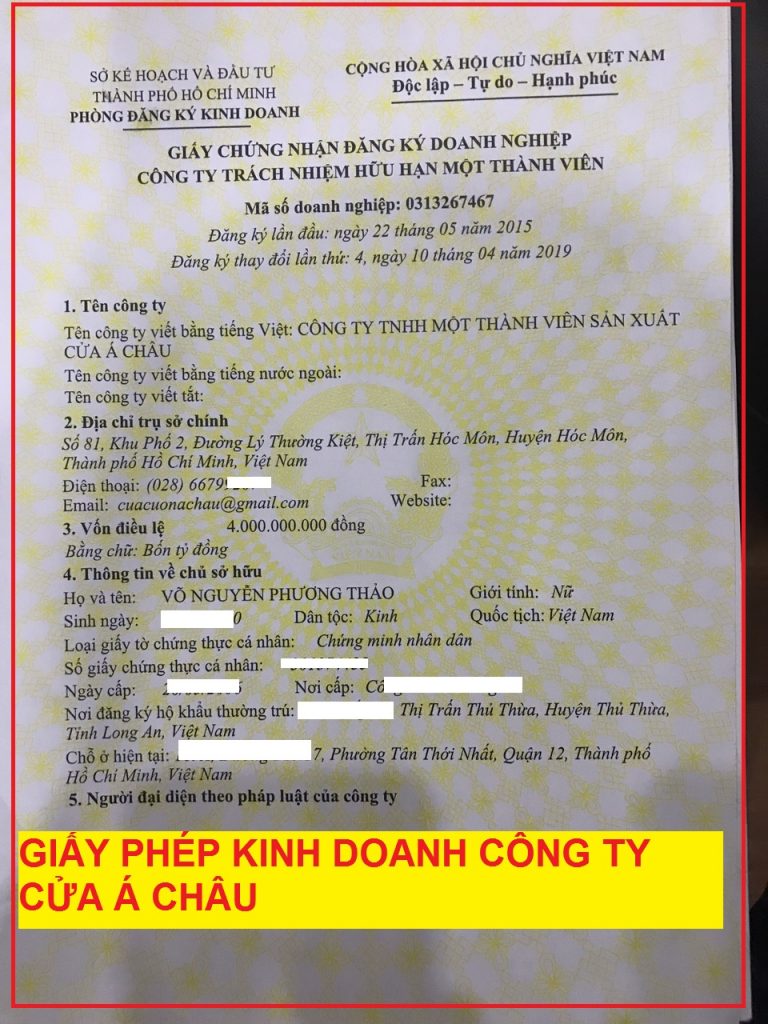 SỞ KẾ HOẠCH VÀ ĐẦU TƯ
THÀNH PHỐ HỒ CHÍ MINH
PHÒNG ĐĂNG KÝ KINH DOANH
CỘNG HÒA XÃ HỘI CHỦ NGHĨA VIỆT NAM
Độc lập – Tự do – Hạnh phúc
GIẤY CHỨNG NHẬN ĐĂNG KÝ DOANH NGHIỆP
CÔNG TY TRÁCH NHIỆM HỮU HẠN MỘT THÀNH VIÊN
Mã số doanh nghiệp: 0313267467
Đăng ký lần đầu: ngày 22 tháng 05 năm 2015
Đăng ký thay đổi lần thứ: 4, ngày 10 tháng 04 năm 2019
1. Tên công ty
Tên công ty viết bằng tiếng Việt: CÔNG TY TNHH MỘT THÀNH VIÊN SẢN XUẤT
CỬA Á CHÂU
Tên công ty viết bằng tiếng nước ngoài:
Tên công ty viết tắt:
2. Địa chỉ trụ sở chính
Số 81, Khu Phố 2, Đường Lý Thường Kiệt, Thị Trấn Hóc Môn, Huyện Hóc Môn,
Thành phố Hồ Chí Minh, Việt Nam
Điện thoại: (028) 6679 Fax:
Email: cuacuonachau@gmail.com Website:
3. Vốn điều lệ 4.000.000.000 đồng
Bằng chữ: Bốn tỷ đồng
4. Thông tin về chủ sở hữu
Họ và tên: VÕ NGUYỄN PHƯƠNG THẢO Giới tính: Nữ
Sinh ngày: 0 Dân tộc: Kinh Quốc tịch: Việt Nam
Loại giấy tờ chứng thực cá nhân: Chứng minh nhân dân
Số giấy chứng thực cá nhân:
Ngày cấp: Nơi cấp: Cô
Nơi đăng ký hộ khẩu thường trú: Thị Trấn Thủ Thừa, Huyện Thủ Thừa,
Tỉnh Long An, Việt Nam
Chỗ ở hiện tại: 7, Phường Tân Thới Nhất, Quận 12, Thành phố
Hồ Chí Minh, Việt Nam
5. Người đại diện theo pháp luật của công ty
GIẤY PHÉP KINH DOANH CÔNG TY
CỬA Á CHÂU